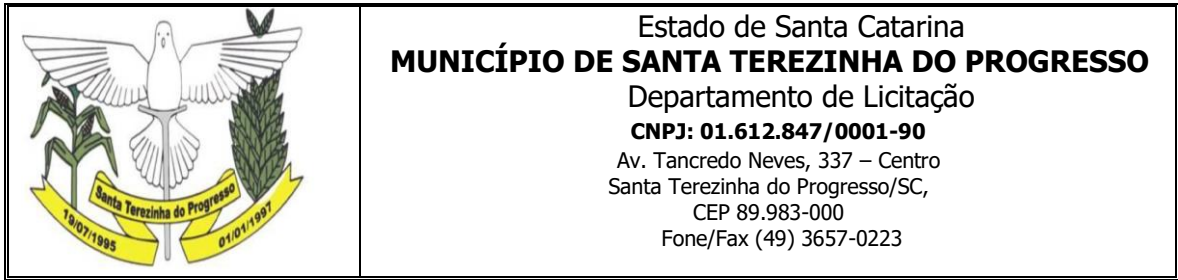 Santa Terezinha do Progresso
19/07/1995
01/01/1997
Estado de Santa Catarina
MUNICÍPIO DE SANTA TEREZINHA DO PROGRESSO
Departamento de Licitação
CNPJ: 01.612.847/0001-90
Av. Tancredo Neves, 337 – Centro
Santa Terezinha do Progresso/SC,
CEP 89.983-000
Fone/Fax (49) 3657-0223